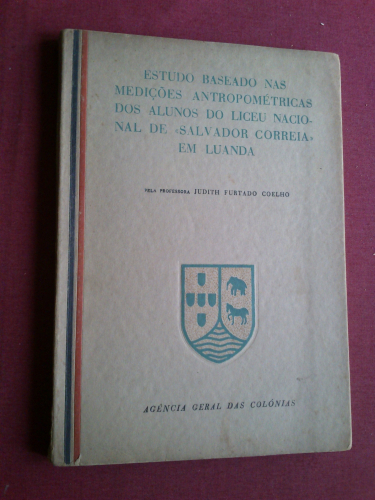 ESTUDO BASEADO NAS
MEDIÇÕES ANTROPOMÉTRICAS
DOS ALUNOS DO LICEU NACIO-
NAL DE «SALVADOR CORREIA»
EM LUANDA
PELA PROFESSORA JUDITH FURTADO COELHO
AGÊNCIA GERAL DAS COLÓNIAS